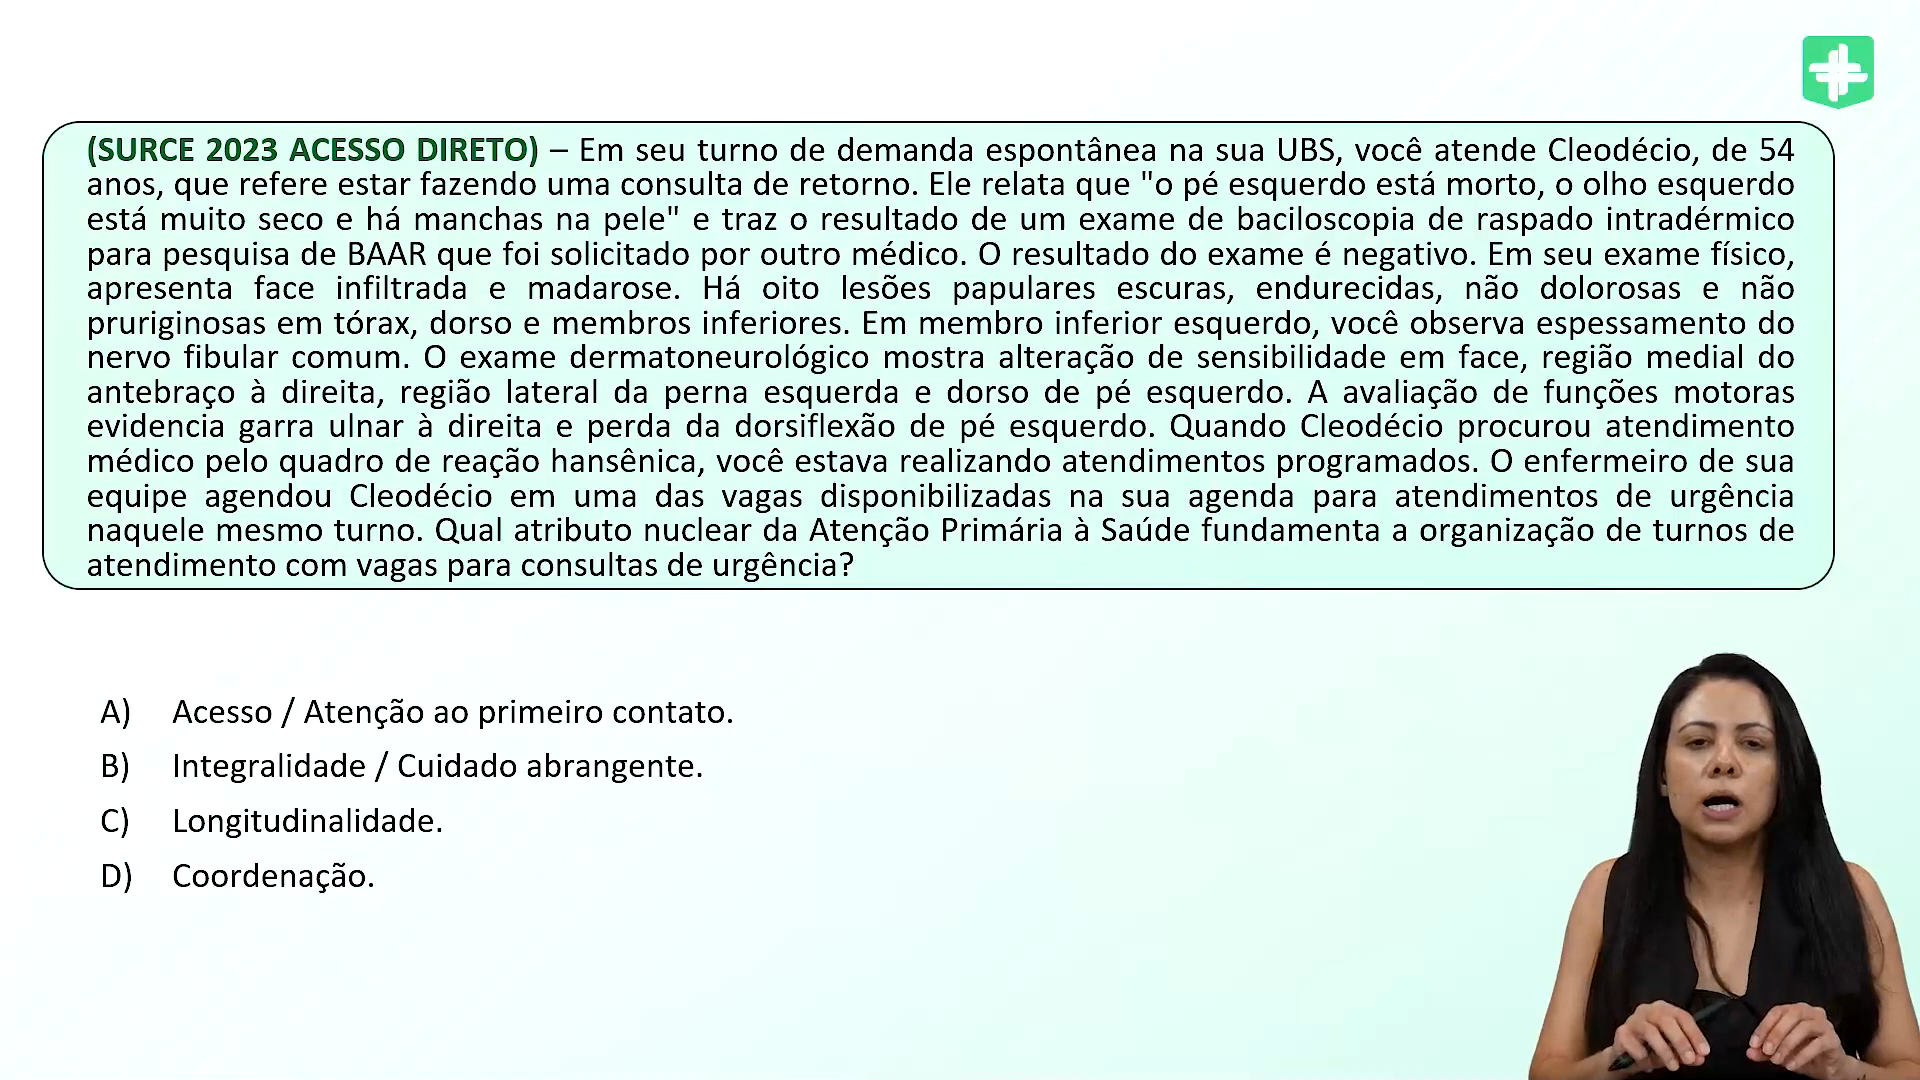 (SURCE 2023 ACESSO DIRETO) – Em seu turno de demanda espontânea na sua UBS, você atende Cleodécio, de 54
anos, que refere estar fazendo uma consulta de retorno. Ele relata que "o pé esquerdo está morto, o olho esquerdo
está muito seco e há manchas na pele" e traz o resultado de um exame de baciloscopia de raspado intradérmico
para pesquisa de BAAR que foi solicitado por outro médico. O resultado do exame é negativo. Em seu exame físico,
apresenta face infiltrada e madarose. Há oito lesões papulares escuras, endurecidas, não dolorosas e não
pruriginosas em tórax, dorso e membros inferiores. Em membro inferior esquerdo, você observa espessamento do
nervo fibular comum. O exame dermatoneurológico mostra alteração de sensibilidade em face, região medial do
antebraço à direita, região lateral da perna esquerda e dorso de pé esquerdo. A avaliação de funções motoras
evidencia garra ulnar à direita e perda da dorsiflexão de pé esquerdo. Quando Cleodécio procurou atendimento
médico pelo quadro de reação hansênica, você estava realizando atendimentos programados. O enfermeiro de sua
equipe agendou Cleodécio em uma das vagas disponibilizadas na sua agenda para atendimentos de urgência
naquele mesmo turno. Qual atributo nuclear da Atenção Primária à Saúde fundamenta a organização de turnos de
atendimento com vagas para consultas de urgência?
A) Acesso / Atenção ao primeiro contato.
B) Integralidade / Cuidado abrangente.
C) Longitudinalidade.
D) Coordenação.